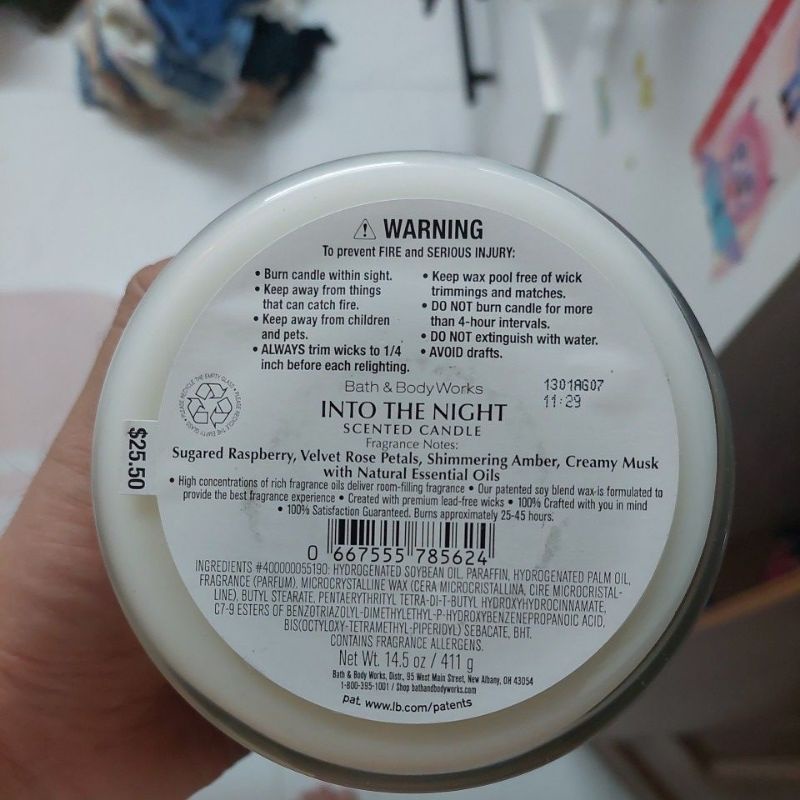 WARNING
To prevent FIRE and SERIOUS INJURY:
• Burn candle within sight.
• Keep away from things
that can catch fire.
• Keep away from children
and pets.
• ALWAYS trim wicks to 1/4
inch before each relighting.
• Keep wax pool free of wick
trimmings and matches.
• DO NOT burn candle for more
than 4-hour intervals.
• DO NOT extinguish with water.
• AVOID drafts.
PLEASE RECYCLE THE EMPTY GLASS • PLEASE RECYCLE THE EMPTY GLASS •
Bath & Body Works
1301AG07
11:29
INTO THE NIGHT
SCENTED CANDLE
Fragrance Notes:
$25.50
Sugared Raspberry, Velvet Rose Petals, Shimmering Amber, Creamy Musk
with Natural Essential Oils
• High concentrations of rich fragrance oils deliver room-filling fragrance • Our patented soy blend wax is formulated to
provide the best fragrance experience • Created with premium lead-free wicks • 100% Crafted with you in mind
• 100% Satisfaction Guaranteed. Burns approximately 25-45 hours.
0 667555 785624
INGREDIENTS #400000055190: HYDROGENATED SOYBEAN OIL, PARAFFIN, HYDROGENATED PALM OIL,
FRAGRANCE (PARFUM), MICROCRYSTALLINE WAX (CERA MICROCRISTALLINA, CIRE MICROCRISTAL-
LINE), BUTYL STEARATE, PENTAERYTHRITYL TETRA-DI-T-BUTYL HYDROXYHYDROCINNAMATE,
C7-9 ESTERS OF BENZOTRIAZOLYL-DIMETHYLETHYL-P-HYDROXYBENZENEPROPANOIC ACID,
BIS(OCTYLOXY-TETRAMETHYL-PIPERIDYL) SEBACATE, BHT.
CONTAINS FRAGRANCE ALLERGENS.
Net Wt. 14.5 oz / 411 g
Bath & Body Works, Distr., 95 West Main Street, New Albany, OH 43054
1-800-395-1001 / Shop bathandbodyworks.com
pat. www.lb.com/patents